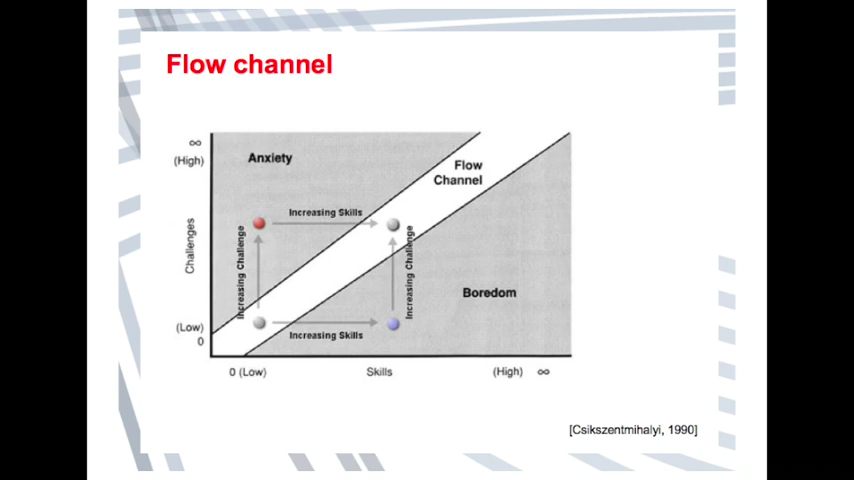 Flow channel
∞
(High)
Anxiety
Flow
Channel
Increasing Skills
Challenges
Increasing Challenge
Increasing Challenge
Boredom
(Low)
0
Increasing Skills
0 (Low)
Skills
(High) ∞
[Csikszentmihalyi, 1990]